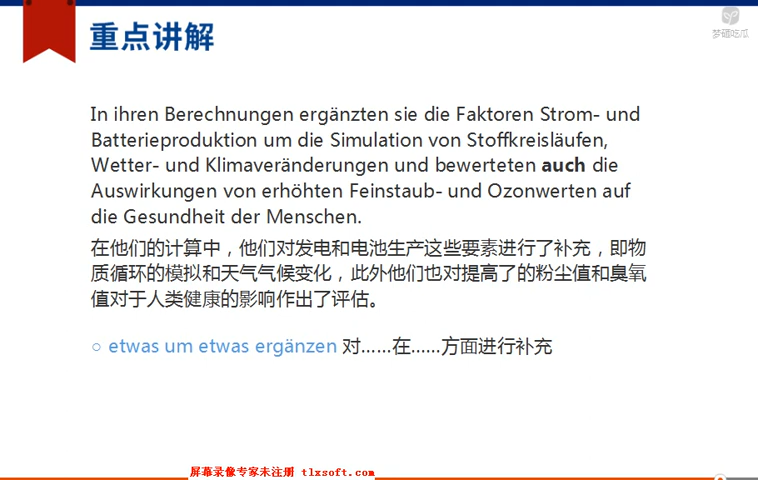 重点讲解
梦醒吃瓜
In ihren Berechnungen ergänzten sie die Faktoren Strom- und
Batterieproduktion um die Simulation von Stoffkreisläufen,
Wetter- und Klimaveränderungen und bewerteten auch die
Auswirkungen von erhöhten Feinstaub- und Ozonwerten auf
die Gesundheit der Menschen.
在他们的计算中，他们对发电和电池生产这些要素进行了补充，即物
质循环的模拟和天气气候变化，此外他们也对提高了的粉尘值和臭氧
值对于人类健康的影响作出了评估。
○ etwas um etwas ergänzen 对……在……方面进行补充
屏幕录像专家未注册 tlxsoft.com